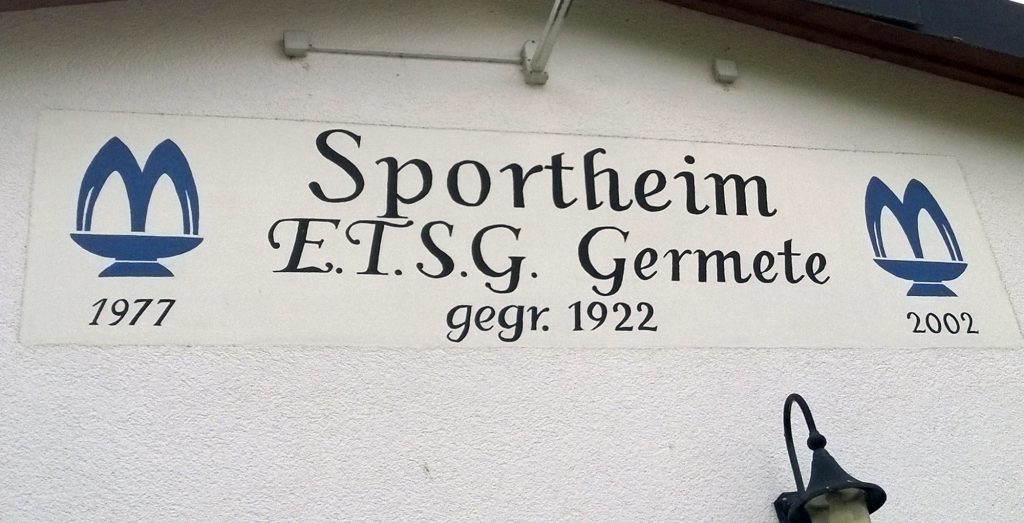 Sportheim
E.T.S.G. Germete
gegr. 1922
1977
2002